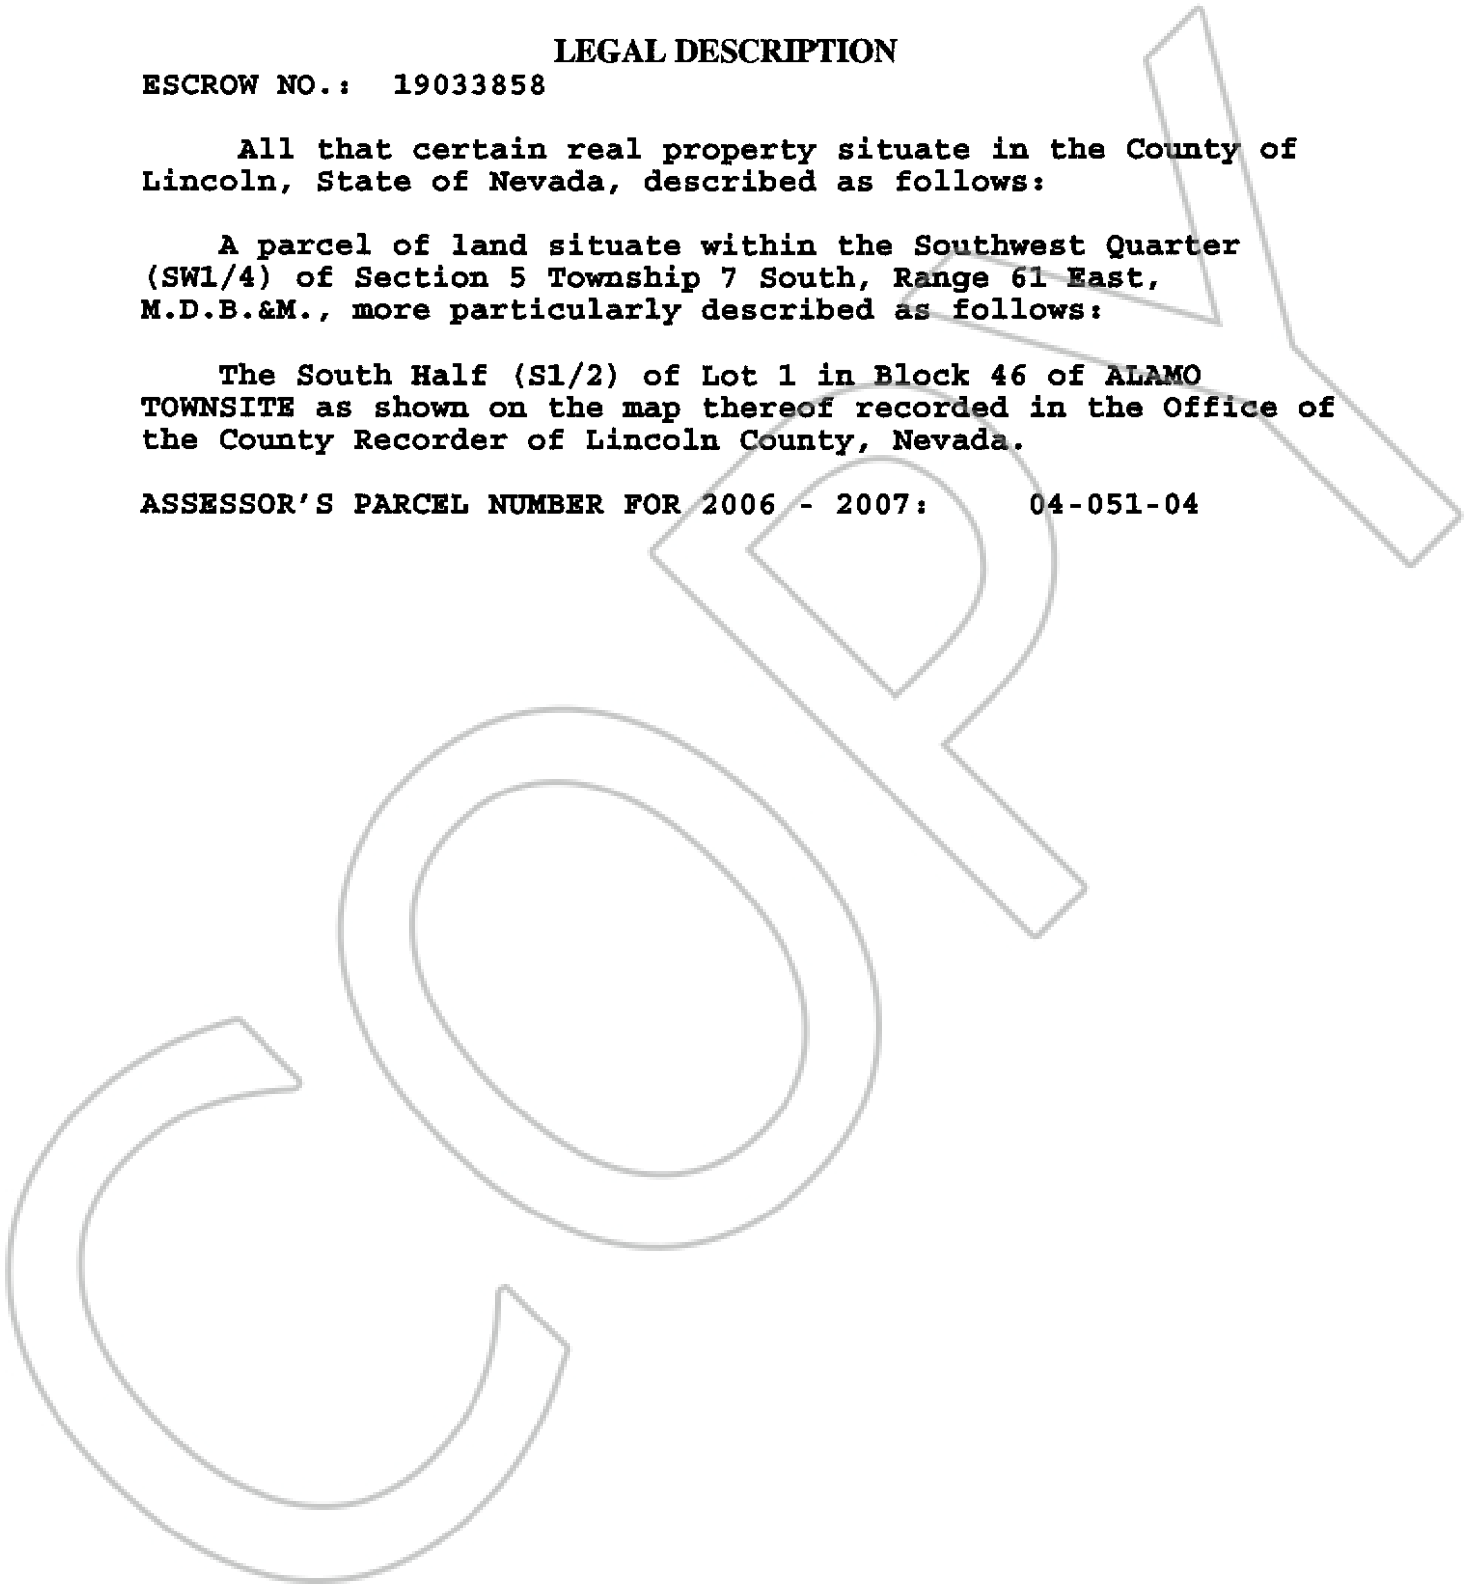 LEGAL DESCRIPTION
ESCROW NO.: 19033858
All that certain real property situate in the County of
Lincoln, State of Nevada, described as follows:
A parcel of land situate within the Southwest Quarter
(SW1/4) of Section 5 Township 7 South, Range 61 East,
M.D.B.&M., more particularly described as follows:
The South Half (S1/2) of Lot 1 in Block 46 of ALAMO
TOWNSITE as shown on the map thereof recorded in the Office of
the County Recorder of Lincoln County, Nevada.
ASSESSOR'S PARCEL NUMBER FOR 2006 - 2007: 04-051-04
COPY